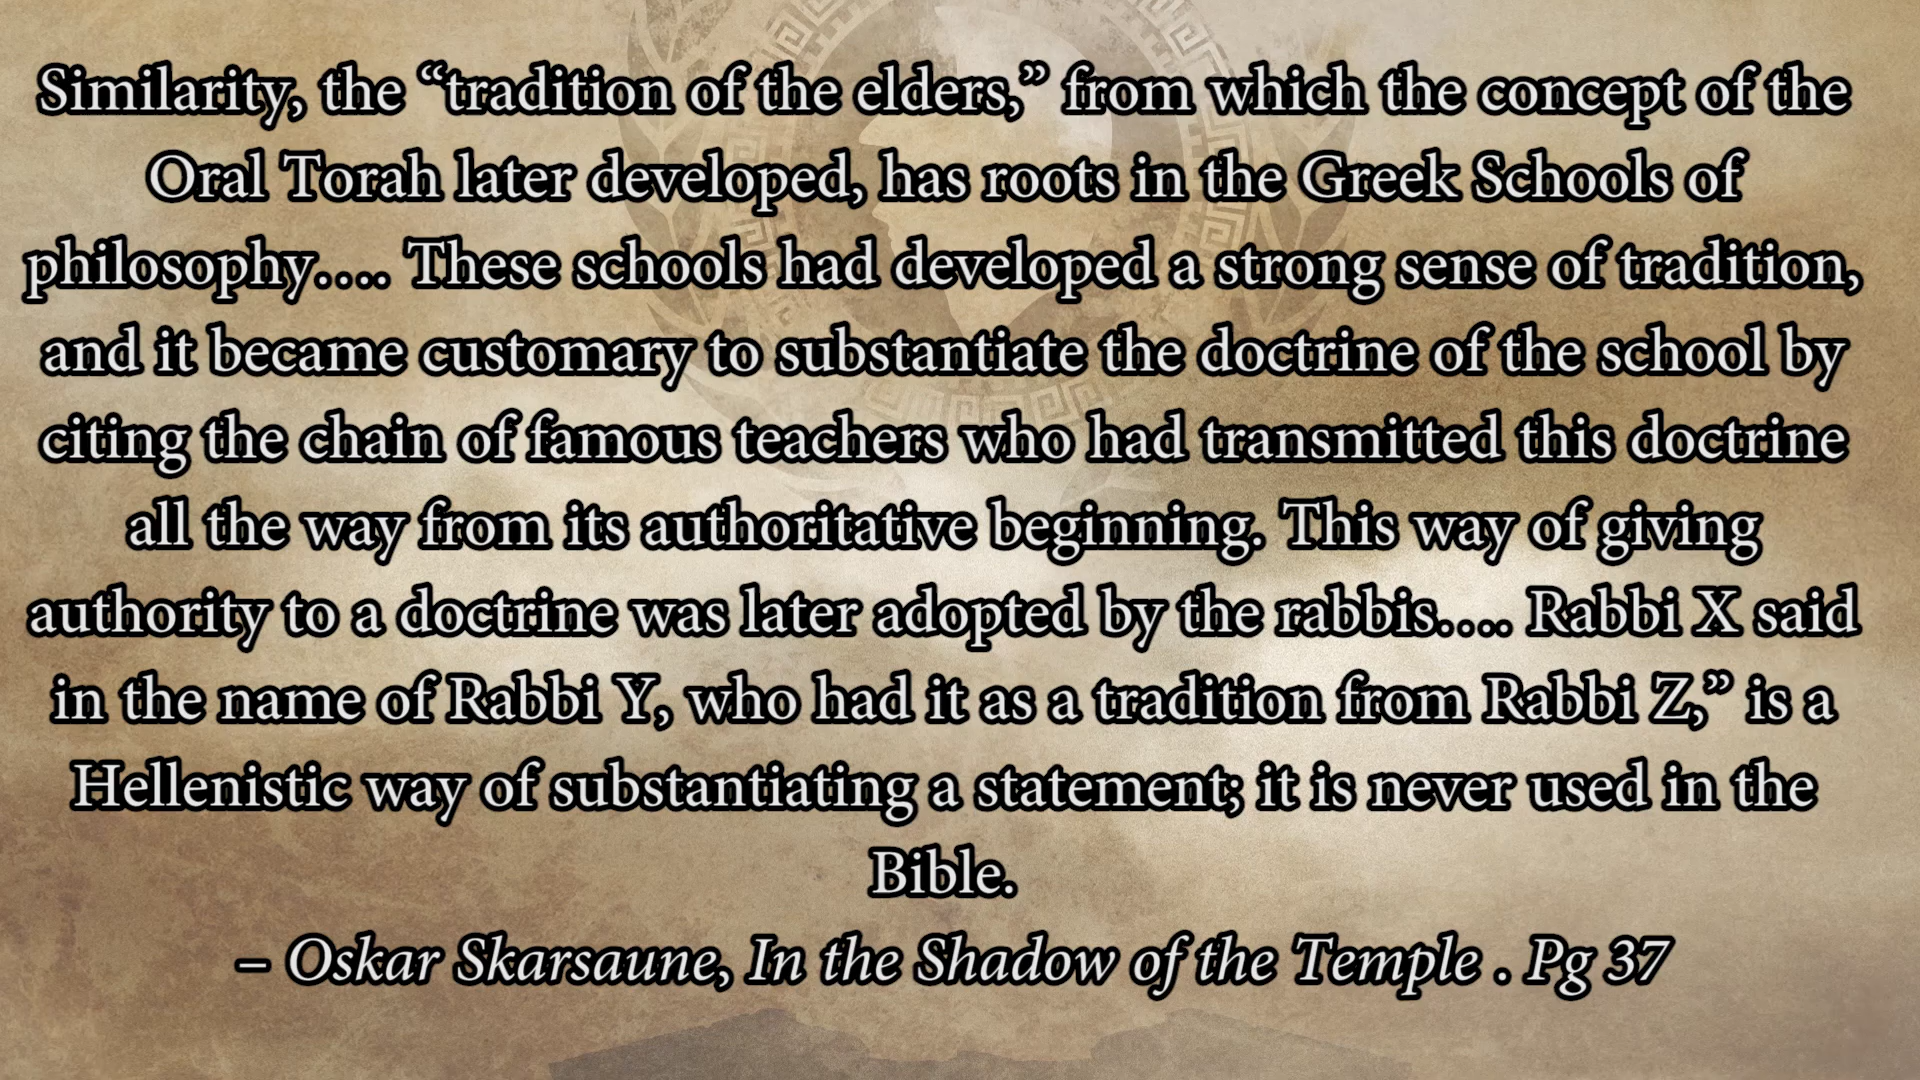 Similarity, the “tradition of the elders,” from which the concept of the
Oral Torah later developed, has roots in the Greek Schools of
philosophy.… These schools had developed a strong sense of tradition,
and it became customary to substantiate the doctrine of the school by
citing the chain of famous teachers who had transmitted this doctrine
all the way from its authoritative beginning. This way of giving
authority to a doctrine was later adopted by the rabbis.… Rabbi X said
in the name of Rabbi Y, who had it as a tradition from Rabbi Z,” is a
Hellenistic way of substantiating a statement; it is never used in the
Bible.
– Oskar Skarsaune, In the Shadow of the Temple . Pg 37